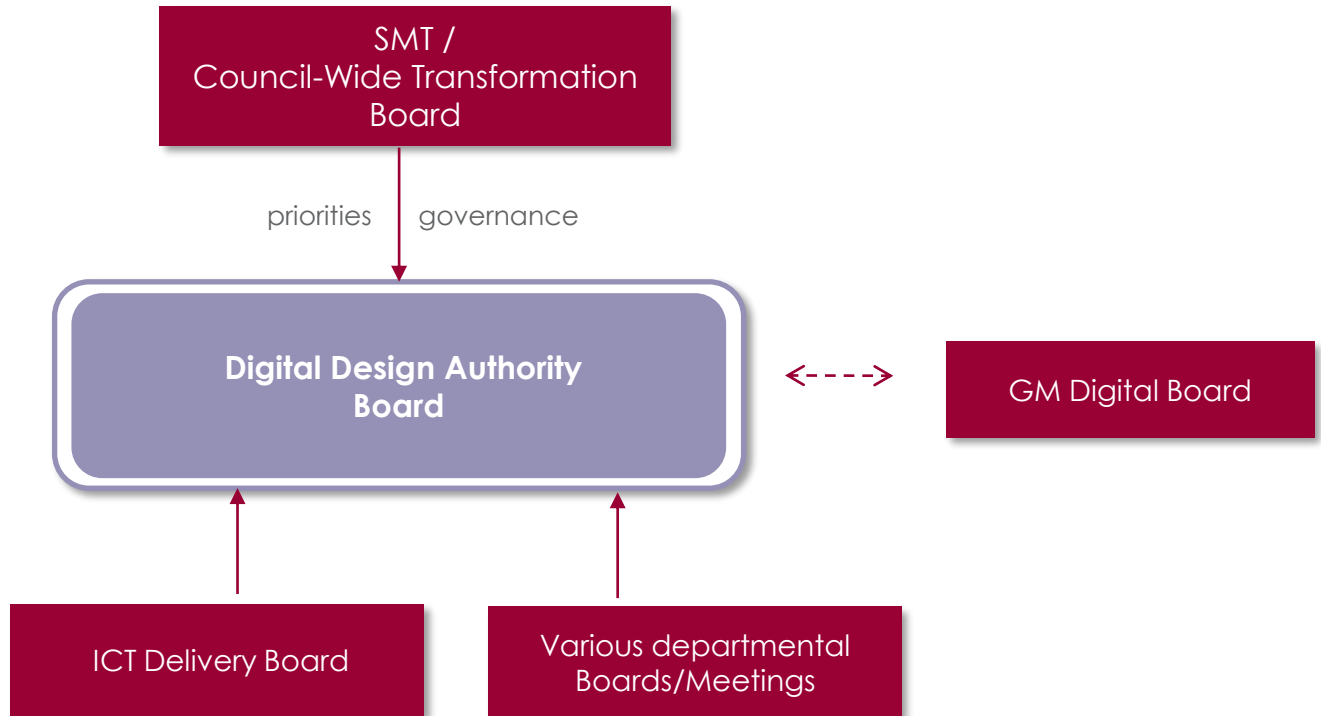 SMT /
Council-Wide Transformation
Board
priorities governance
Digital Design Authority
Board
GM Digital Board
ICT Delivery Board
Various departmental
Boards/Meetings